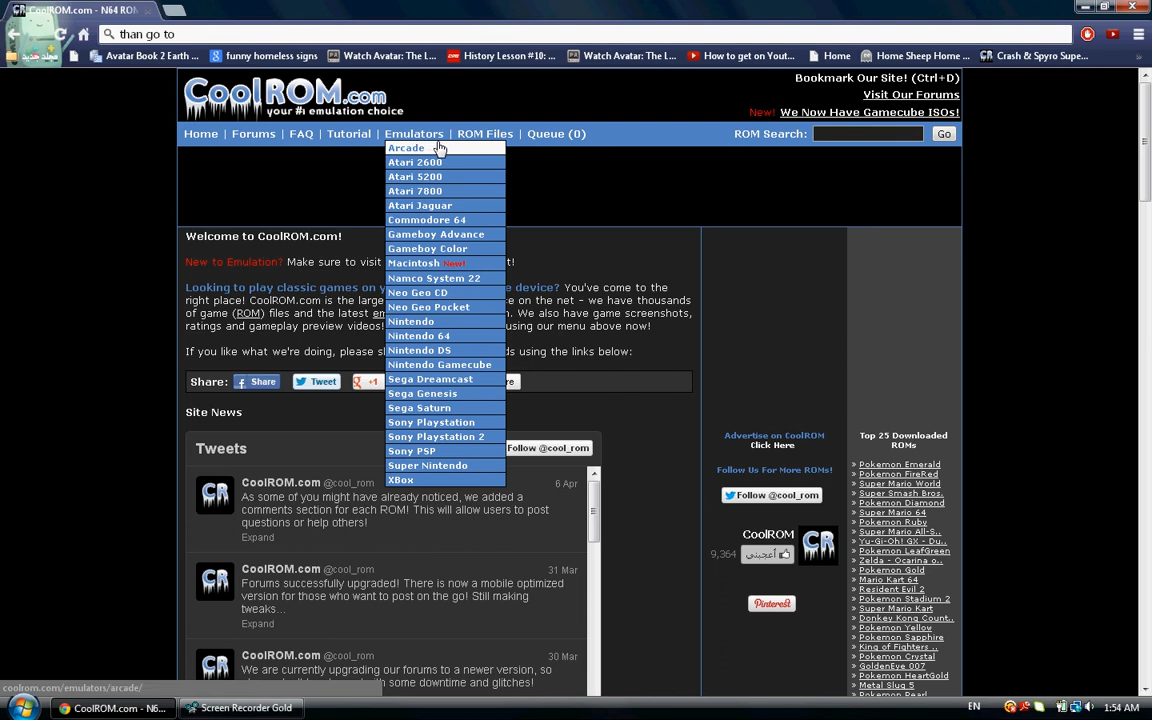 CoolROM.com - N64 ROM
than go to
Avatar Book 2 Earth ...
funny homeless signs
Watch Avatar: The L...
History Lesson #10: ...
Watch Avatar: The L...
How to get on Yout...
Home
Home Sheep Home ...
Crash & Spyro Supe...
مجلد جديد
CoolROM.com
your #1 emulation choice
Bookmark Our Site! (Ctrl+D)
Visit Our Forums
New! We Now Have Gamecube ISOs!
Home | Forums | FAQ | Tutorial | Emulators | ROM Files | Queue (0)
ROM Search: Go
Arcade
Atari 2600
Atari 5200
Atari 7800
Atari Jaguar
Commodore 64
Gameboy Advance
Gameboy Color
Macintosh New!
Namco System 22
Neo Geo CD
Neo Geo Pocket
Nintendo
Nintendo 64
Nintendo DS
Nintendo Gamecube
Sega Dreamcast
Sega Genesis
Sega Saturn
Sony Playstation
Sony Playstation 2
Sony PSP
Super Nintendo
XBox
Welcome to CoolROM.com!
New to Emulation? Make sure to visit t!
Looking to play classic games on y e device? You've come to the
right place! CoolROM.com is the large ce on the net - we have thousands
of game (ROM) files and the latest em . We also have game screenshots,
ratings and gameplay preview videos! using our menu above now!
If you like what we're doing, please s ds using the links below:
Share: Share Tweet +1 re
Site News
Tweets
Follow @cool_rom
CoolROM.com @cool_rom 6 Apr
As some of you might have already noticed, we added a
comments section for each ROM! This will allow users to post
questions or help others!
Expand
CoolROM.com @cool_rom 31 Mar
Forums successfully upgraded! There is now a mobile optimized
version for those who want to post on the go! Still making
tweaks...
Expand
CoolROM.com @cool_rom 30 Mar
We are currently upgrading our forums to a newer version, so
with some downtime and glitches!
Advertise on CoolROM
Click Here
Follow Us For More ROMs!
Follow @cool_rom
CoolROM
9,364 أعجبني
CR
Pinterest
Top 25 Downloaded
ROMs
» Pokemon Emerald
» Pokemon FireRed
» Super Mario World
» Super Smash Bros.
» Pokemon Diamond
» Super Mario 64
» Pokemon Ruby
» Super Mario All-S..
» Yu-Gi-Oh! GX - Du..
» Pokemon LeafGreen
» Zelda - Ocarina o..
» Pokemon Gold
» Mario Kart 64
» Resident Evil 2
» Pokemon Stadium 2
» Super Mario Kart
» Donkey Kong Count..
» Pokemon Yellow
» Pokemon Sapphire
» King of Fighters ..
» Pokemon Crystal
» GoldenEye 007
» Pokemon HeartGold
» Metal Slug 5
» Pokemon Pearl
coolrom.com/emulators/arcade/
CoolROM.com - N6...
Screen Recorder Gold
EN
1:54 AM